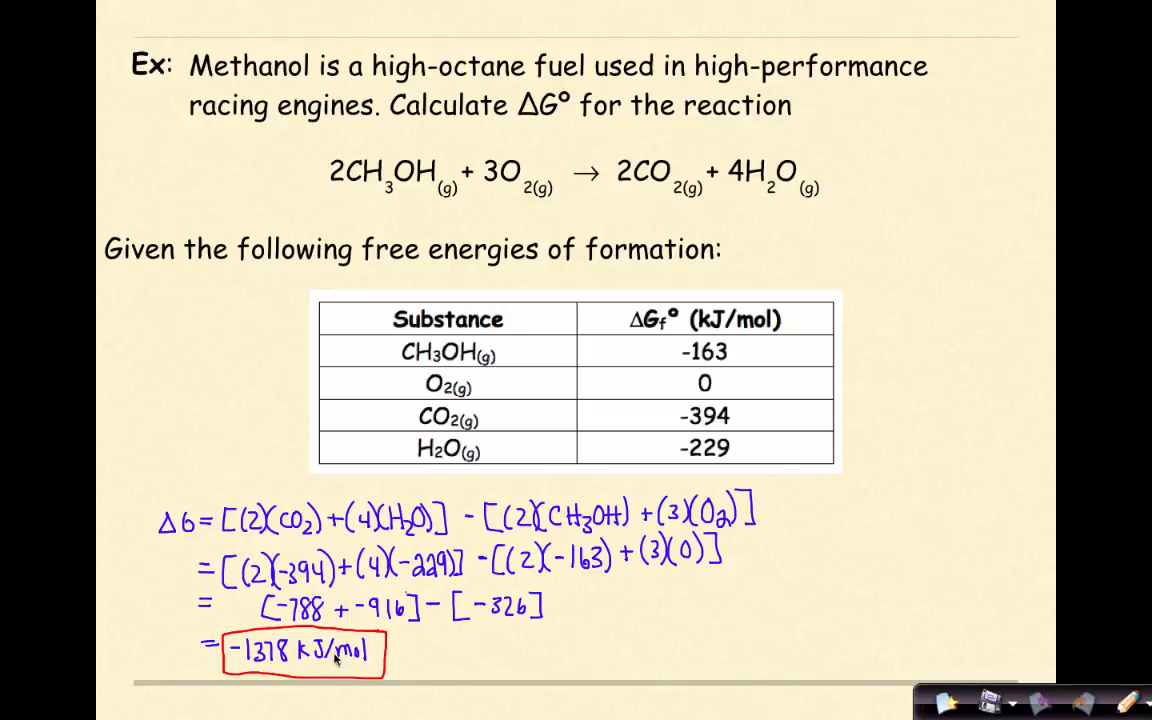 Ex: Methanol is a high-octane fuel used in high-performance
racing engines. Calculate ΔG° for the reaction
2CH₃OH(g) + 3O₂(g) → 2CO₂(g) + 4H₂O(g)
Given the following free energies of formation:
Substance ΔGf° (kJ/mol)
CH₃OH(g) -163
O₂(g) 0
CO₂(g) -394
H₂O(g) -229
ΔG = [(2)(CO₂) + (4)(H₂O)] - [(2)(CH₃OH) + (3)(O₂)]
= [(2)(-394) + (4)(-229)] - [(2)(-163) + (3)(0)]
= [-788 + -916] - [-326]
= -1378 kJ/mol